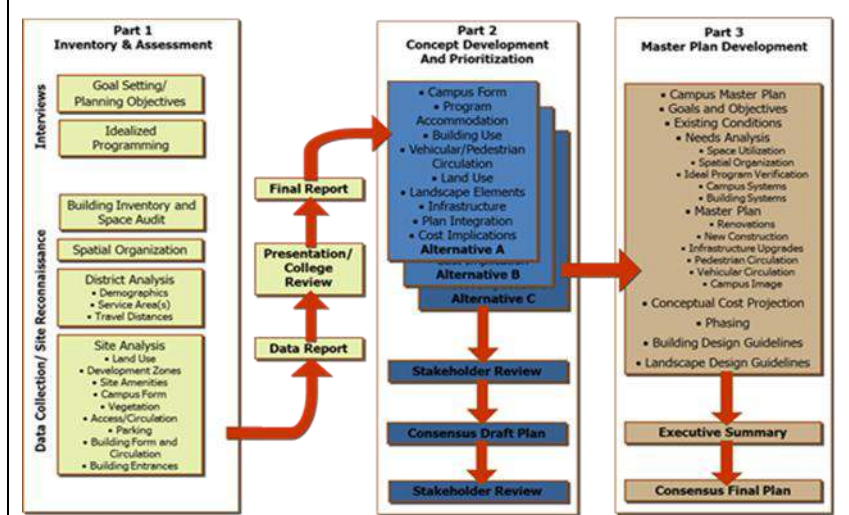 Part 1
Inventory & Assessment
Interviews
Goal Setting/
Planning Objectives
Idealized
Programming
Data Collection/ Site Reconnaissance
Building Inventory and
Space Audit
Spatial Organization
District Analysis
• Demographics
• Service Area(s)
• Travel Distances
Site Analysis
• Land Use
• Development Zones
• Site Amenities
• Campus Form
• Vegetation
• Access/Circulation
• Parking
• Building Form and
Circulation
• Building Entrances
Final Report
Presentation/
College
Review
Data Report
Part 2
Concept Development
And Prioritization
• Campus Form
• Program
Accommodation
• Building Use
• Vehicular/Pedestrian
Circulation
• Land Use
• Landscape Elements
• Infrastructure
• Plan Integration
• Cost Implications
Alternative A
Alternative B
Alternative C
Stakeholder Review
Consensus Draft Plan
Stakeholder Review
Part 3
Master Plan Development
• Campus Master Plan
• Goals and Objectives
• Existing Conditions
• Needs Analysis
• Space Utilization
• Spatial Organization
• Ideal Program Verification
• Campus Systems
• Building Systems
• Master Plan
• Renovations
• New Construction
• Infrastructure Upgrades
• Pedestrian Circulation
• Vehicular Circulation
• Campus Image
• Conceptual Cost Projection
• Phasing
• Building Design Guidelines
• Landscape Design Guidelines
Executive Summary
Consensus Final Plan